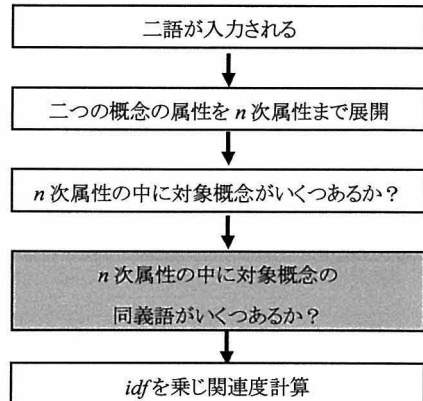 二語が入力される
二つの概念の属性を n 次属性まで展開
n 次属性の中に対象概念がいくつあるか？
n 次属性の中に対象概念の
同義語がいくつあるか？
idfを乗じ関連度計算